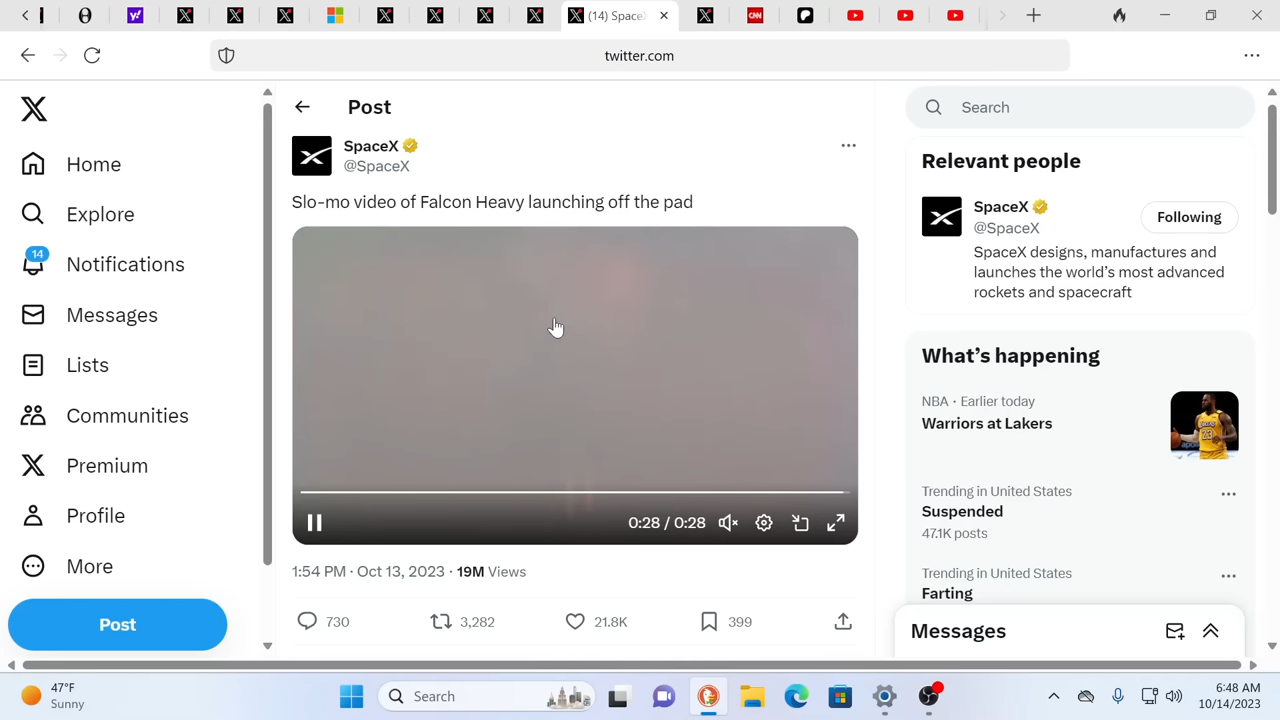 (14) Space
twitter.com
Post
Search
SpaceX
@SpaceX
Slo-mo video of Falcon Heavy launching off the pad
0:28 / 0:28
1:54 PM · Oct 13, 2023 · 19M Views
730
3,282
21.8K
399
Home
Explore
14
Notifications
Messages
Lists
Communities
Premium
Profile
More
Post
Relevant people
SpaceX
@SpaceX
Following
SpaceX designs, manufactures and
launches the world's most advanced
rockets and spacecraft
What's happening
NBA · Earlier today
Warriors at Lakers
Trending in United States
Suspended
47.1K posts
Trending in United States
Farting
Messages
47°F
Sunny
Search
6:48 AM
10/14/2023
CNN
23